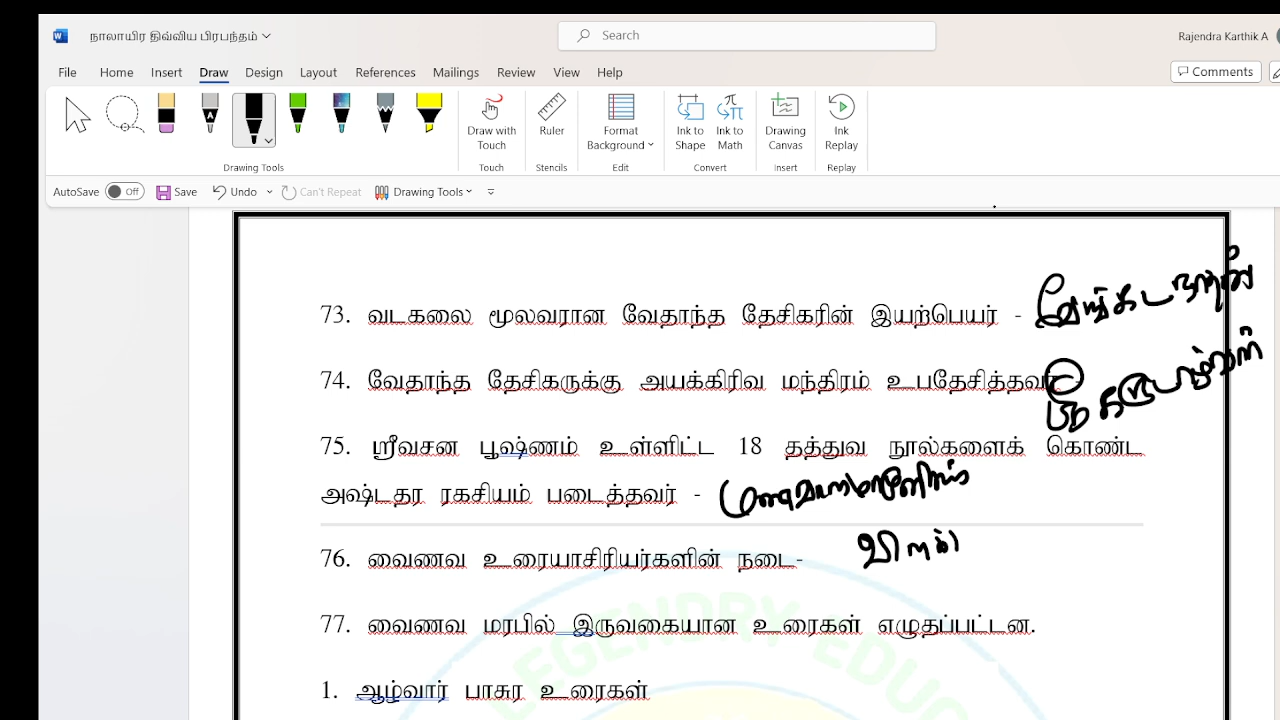 நாலாயிர திவ்விய பிரபந்தம்
Search
Rajendra Karthik A
File Home Insert Draw Design Layout References Mailings Review View Help
Comments
Draw with Touch Ruler Format Background Ink to Shape Ink to Math Drawing Canvas Ink Replay
Drawing Tools Touch Stencils Edit Convert Insert Replay
AutoSave Off Save Undo Can't Repeat Drawing Tools
73. வடகலை மூலவரான வேதாந்த தேசிகரின் இயற்பெயர் - வேங்கடநாதன்
74. வேதாந்த தேசிகருக்கு அயக்கிரிவ மந்திரம் உபதேசித்தவர் -
75. ஸ்ரீவசன பூஷ்ணம் உள்ளிட்ட 18 தத்துவ நூல்களைக் கொண்ட
அஷ்டதர ரகசியம் படைத்தவர் -
76. வைணவ உரையாசிரியர்களின் நடை-
77. வைணவ மரபில் இருவகையான உரைகள் எழுதப்பட்டன.
1. ஆழ்வார் பாசுர உரைகள்